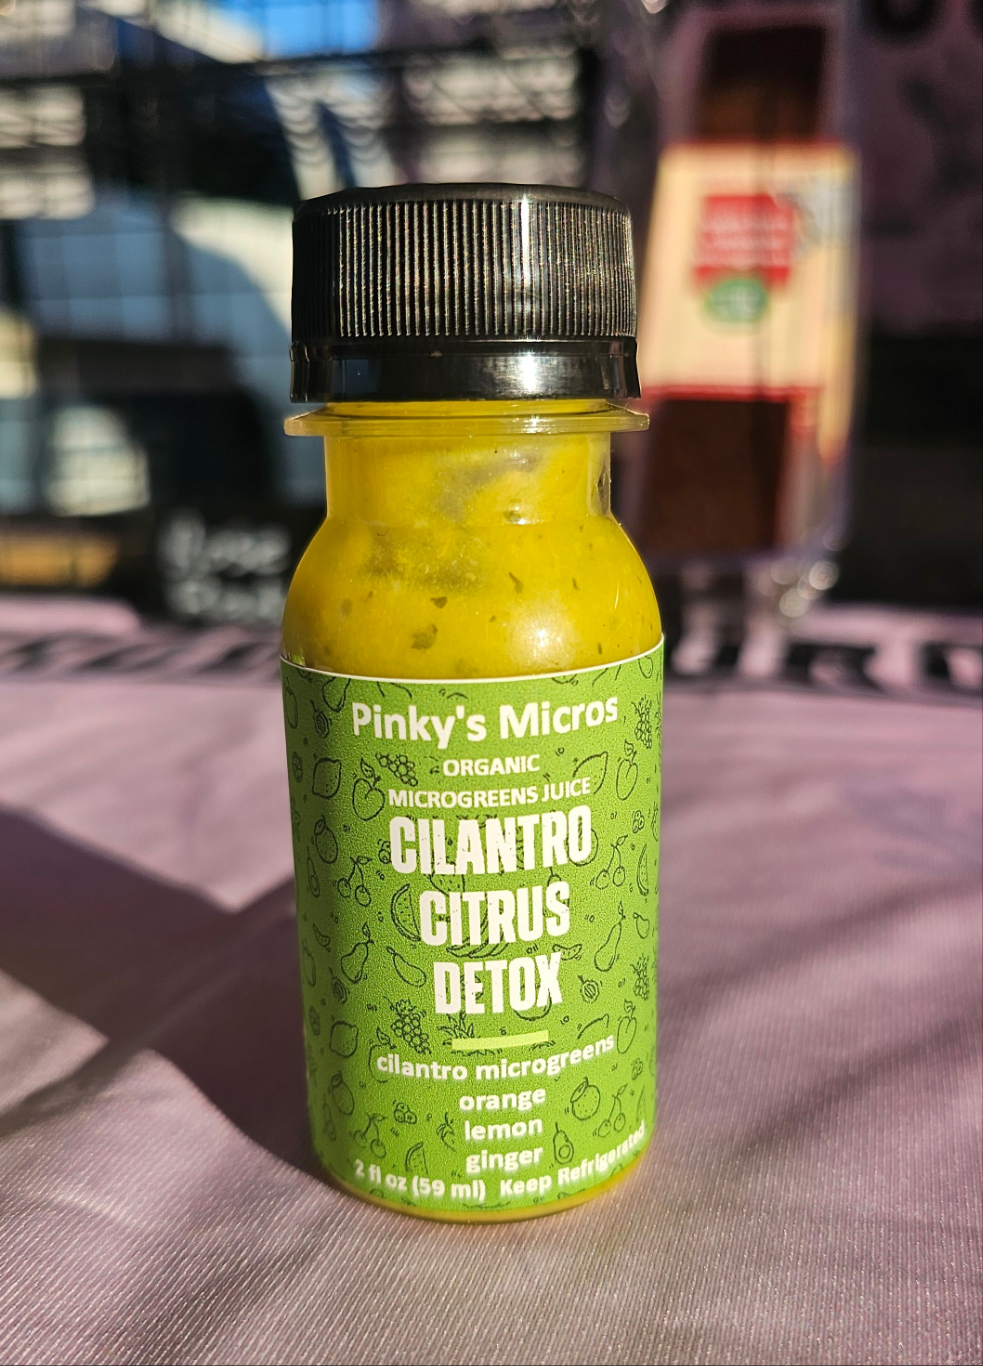 Pinky's Micros
ORGANIC
MICROGREENS JUICE
CILANTRO
CITRUS
DETOX
cilantro microgreens
orange
lemon
ginger
2 fl oz (59 ml) Keep Refrigerated